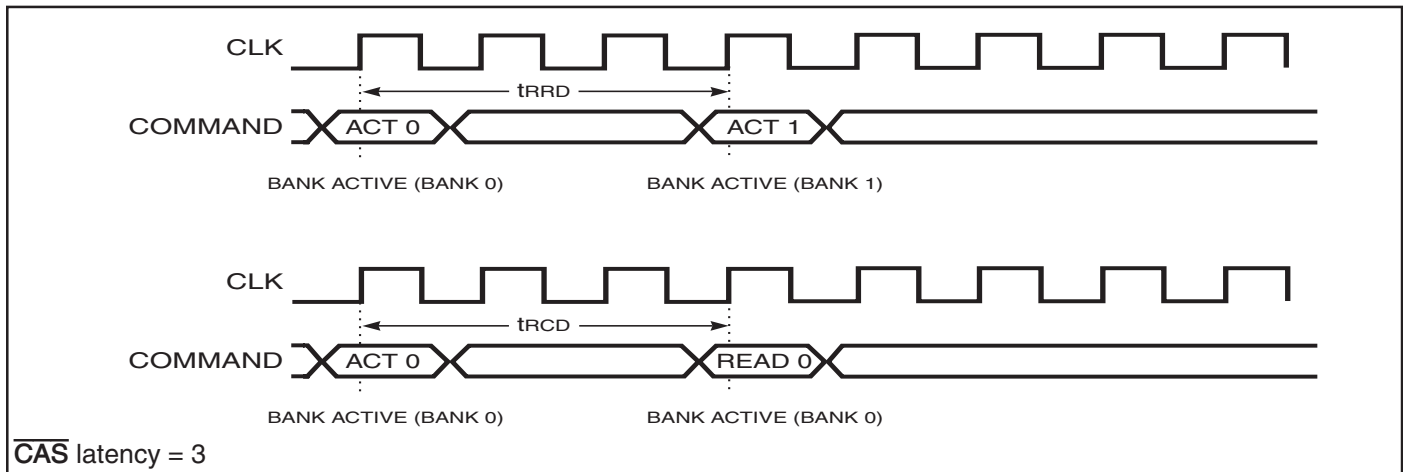 CLK
tRRD
COMMAND ACT 0 ACT 1
BANK ACTIVE (BANK 0) BANK ACTIVE (BANK 1)
CLK
tRCD
COMMAND ACT 0 READ 0
BANK ACTIVE (BANK 0) BANK ACTIVE (BANK 0)
C̅A̅S̅ latency = 3